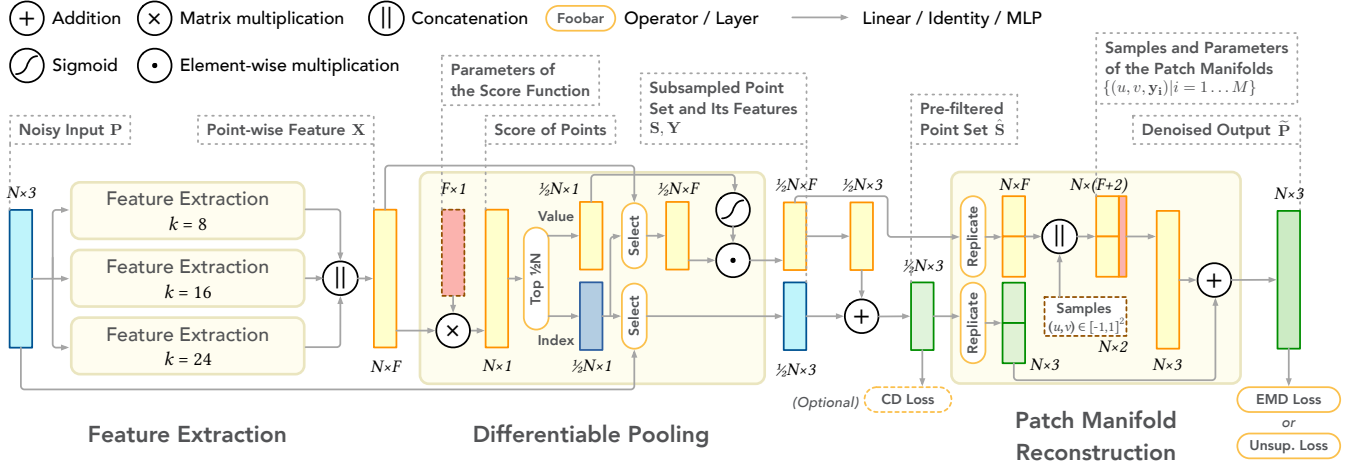 Addition
Matrix multiplication
Concatenation
Foobar
Operator / Layer
Linear / Identity / MLP
Sigmoid
Element-wise multiplication
Noisy Input P
Point-wise Feature X
Parameters of
the Score Function
Score of Points
Subsampled Point
Set and Its Features
S, Y
Pre-filtered
Point Set Ŝ
Samples and Parameters
of the Patch Manifolds
{(u, v, yᵢ)|i = 1 … M}
Denoised Output P̃
N×3
Feature Extraction
k = 8
Feature Extraction
k = 16
Feature Extraction
k = 24
N×F
F×1
N×1
Top ½N
Value
Index
½N×1
½N×1
Select
Select
½N×F
½N×F
½N×3
½N×3
½N×3
(Optional)
CD Loss
Replicate
Replicate
N×F
N×3
Samples
(u,v) ∈ [-1,1]²
N×2
N×(F+2)
N×3
N×3
EMD Loss
or
Unsup. Loss
Feature Extraction
Differentiable Pooling
Patch Manifold
Reconstruction